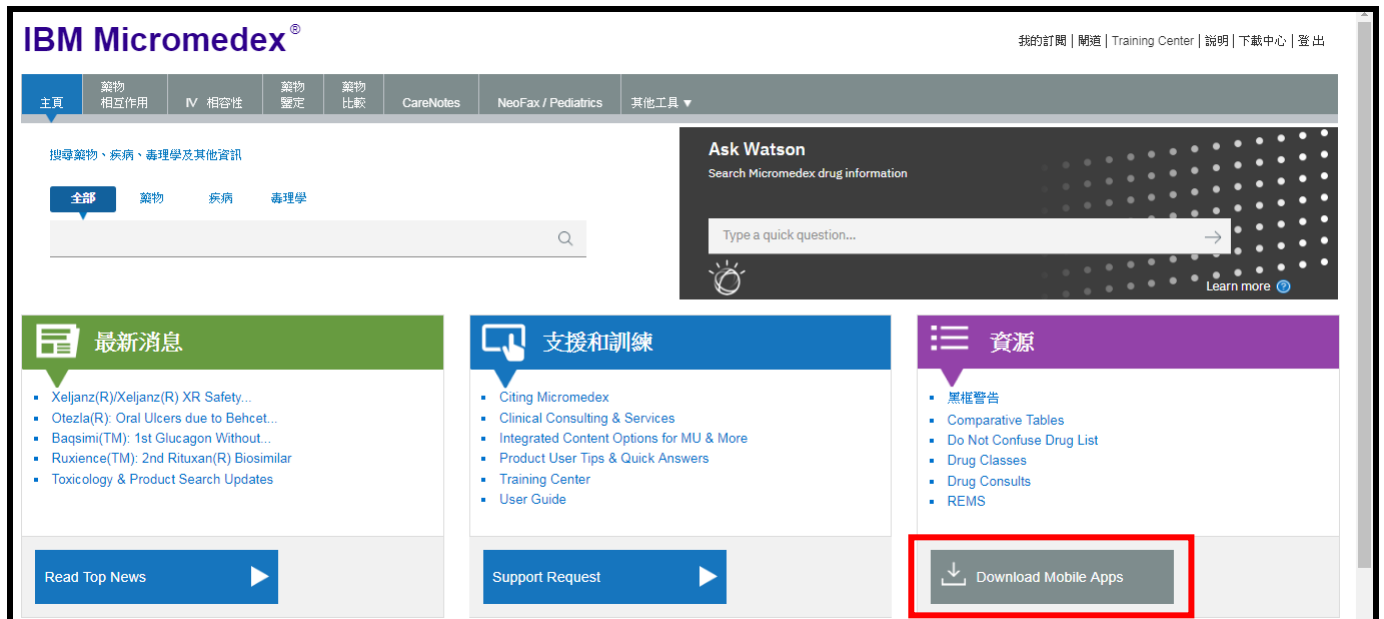 IBM Micromedex®
我的訂閱 | 閘道 | Training Center | 說明 | 下載中心 | 登出
主頁
藥物
相互作用
IV 相容性
藥物
鑒定
藥物
比較
CareNotes
NeoFax / Pediatrics
其他工具 ▼
搜尋藥物、疾病、毒理學及其他資訊
全部 藥物 疾病 毒理學
Ask Watson
Search Micromedex drug information
Type a quick question...
Learn more ?
最新消息
Xeljanz(R)/Xeljanz(R) XR Safety...
Otezla(R): Oral Ulcers due to Behcet...
Baqsimi(TM): 1st Glucagon Without...
Ruxience(TM): 2nd Rituxan(R) Biosimilar
Toxicology & Product Search Updates
Read Top News
支援和訓練
Citing Micromedex
Clinical Consulting & Services
Integrated Content Options for MU & More
Product User Tips & Quick Answers
Training Center
User Guide
Support Request
資源
黑框警告
Comparative Tables
Do Not Confuse Drug List
Drug Classes
Drug Consults
REMS
Download Mobile Apps